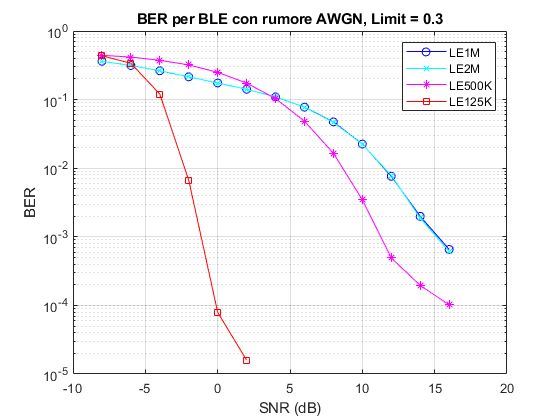 BER per BLE con rumore AWGN, Limit = 0.3
10^0
10^-1
10^-2
10^-3
10^-4
10^-5
BER
LE1M
LE2M
LE500K
LE125K
-10 -5 0 5 10 15 20
SNR (dB)